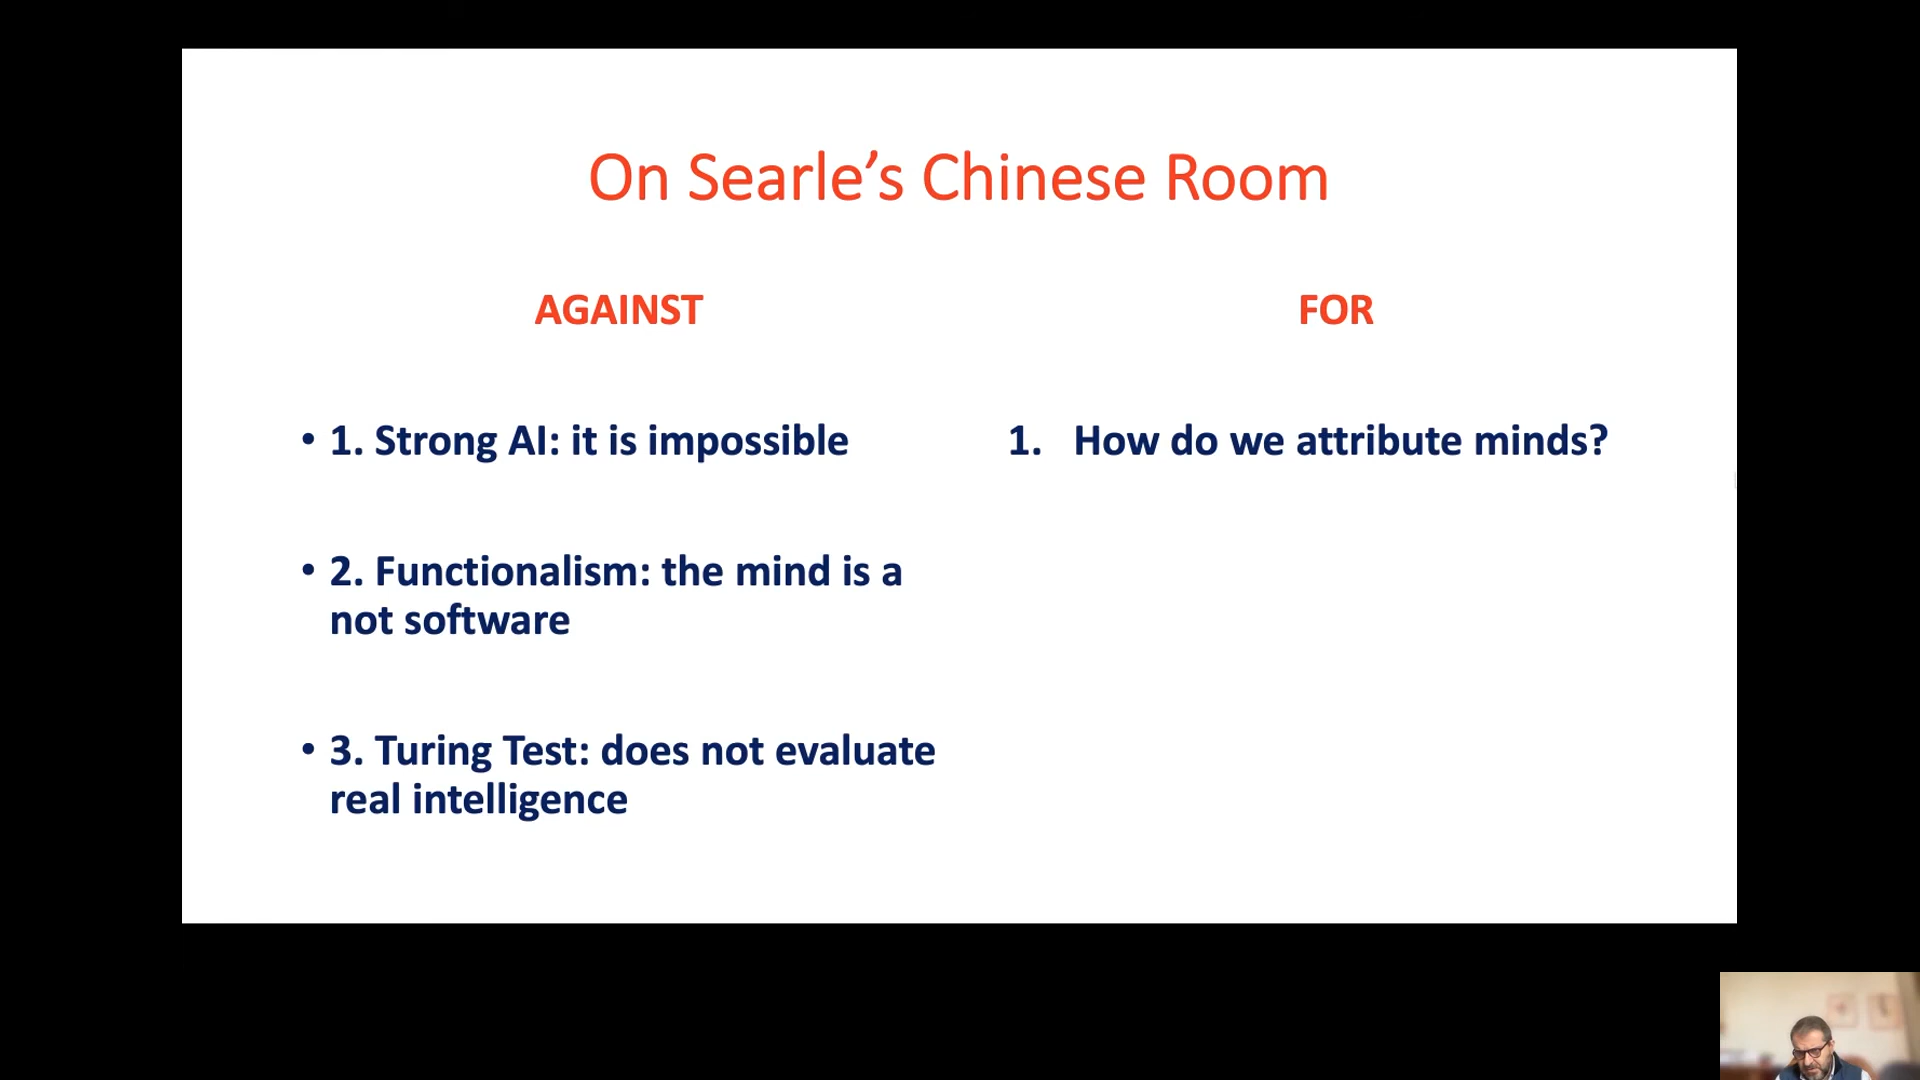 On Searle’s Chinese Room
AGAINST
• 1. Strong AI: it is impossible
• 2. Functionalism: the mind is a
not software
• 3. Turing Test: does not evaluate
real intelligence
FOR
1. How do we attribute minds?